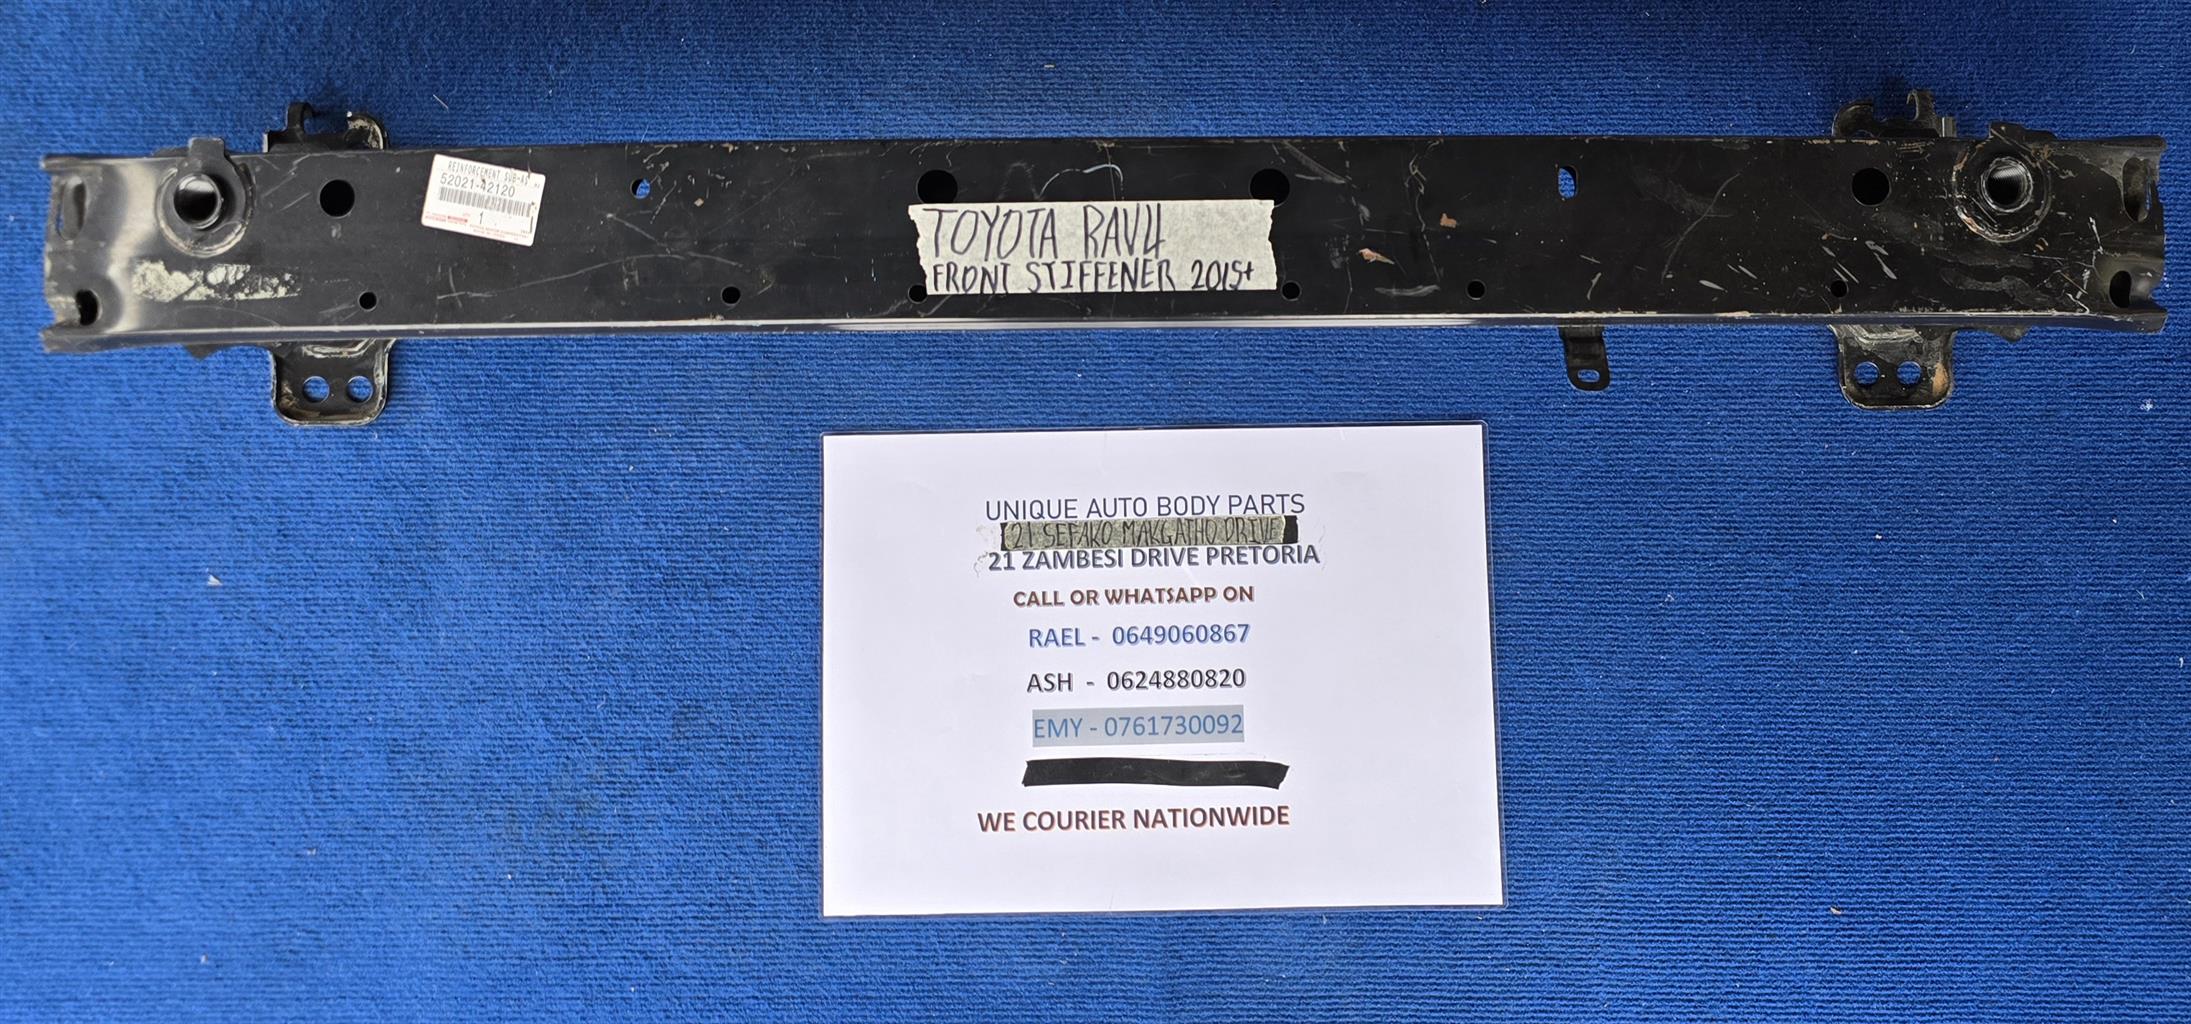 REINFORCEMENT SUB-AS
52021-42120
1
TOYOTA RAV4
FRONT STIFFENER 2015+
UNIQUE AUTO BODY PARTS
21 SEFAKO MAKGATHO DRIVE
21 ZAMBESI DRIVE PRETORIA
CALL OR WHATSAPP ON
RAEL - 0649060867
ASH - 0624880820
EMY - 0761730092
WE COURIER NATIONWIDE